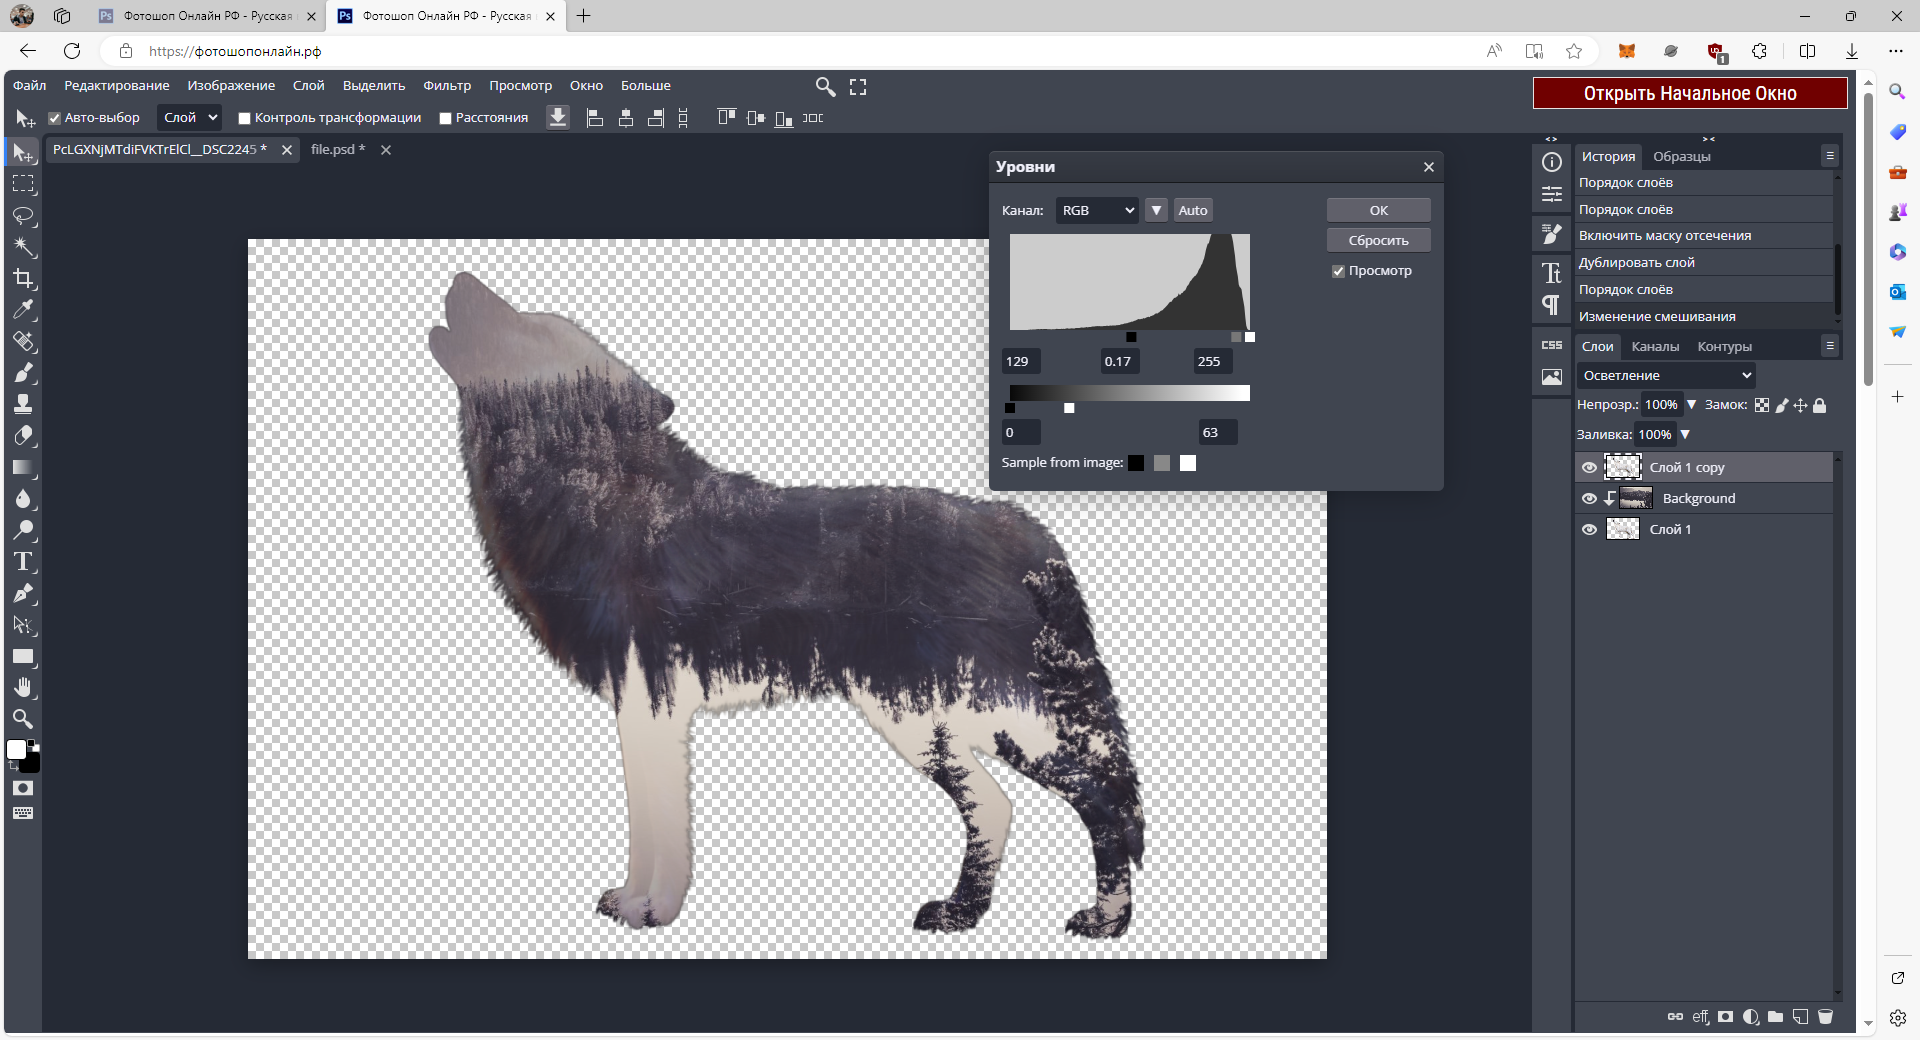 Фотошоп Онлайн РФ - Русская
Фотошоп Онлайн РФ - Русская
https://фотошопонлайн.рф
1
Файл Редактирование Изображение Слой Выделить Фильтр Просмотр Окно Больше
Открыть Начальное Окно
Авто-выбор Слой Контроль трансформации Расстояния
PcLGXNjMTdiFVKTrElCl__DSC2245 *
file.psd *
Уровни
Канал: RGB Auto ОК
Сбросить
Просмотр
129 0.17 255
0 63
Sample from image:
История Образцы
Порядок слоёв
Порядок слоёв
Включить маску отсечения
Дублировать слой
Порядок слоёв
Изменение смешивания
CSS
Слои Каналы Контуры
Осветление
Непрозр.: 100% Замок:
Заливка: 100%
Слой 1 copy
Background
Слой 1
eff